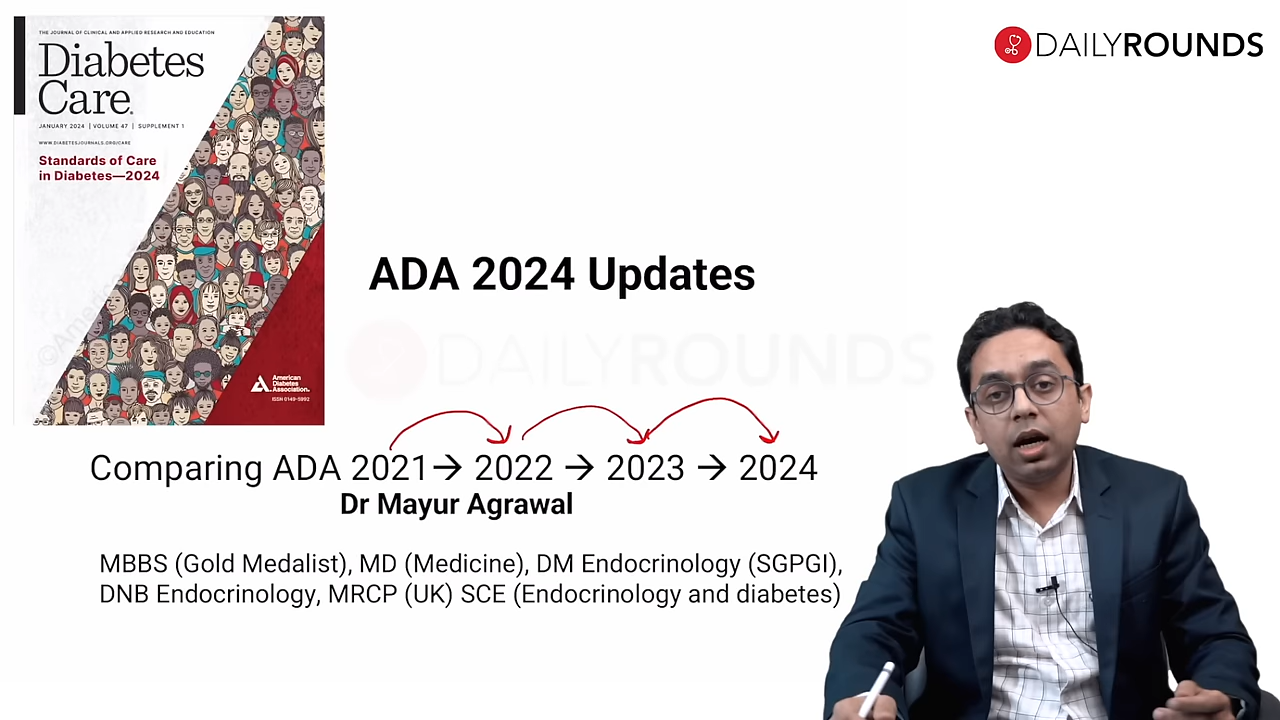 THE JOURNAL OF CLINICAL AND APPLIED RESEARCH AND EDUCATION
Diabetes
Care.
JANUARY 2024 | VOLUME 47 | SUPPLEMENT 1
WWW.DIABETESJOURNALS.ORG/CARE
Standards of Care
in Diabetes—2024
American
Diabetes
Association.
ISSN 0149-5992
DAILYROUNDS
ADA 2024 Updates
DAILYROUNDS
Comparing ADA 2021→ 2022 → 2023 → 2024
Dr Mayur Agrawal
MBBS (Gold Medalist), MD (Medicine), DM Endocrinology (SGPGI),
DNB Endocrinology, MRCP (UK) SCE (Endocrinology and diabetes)